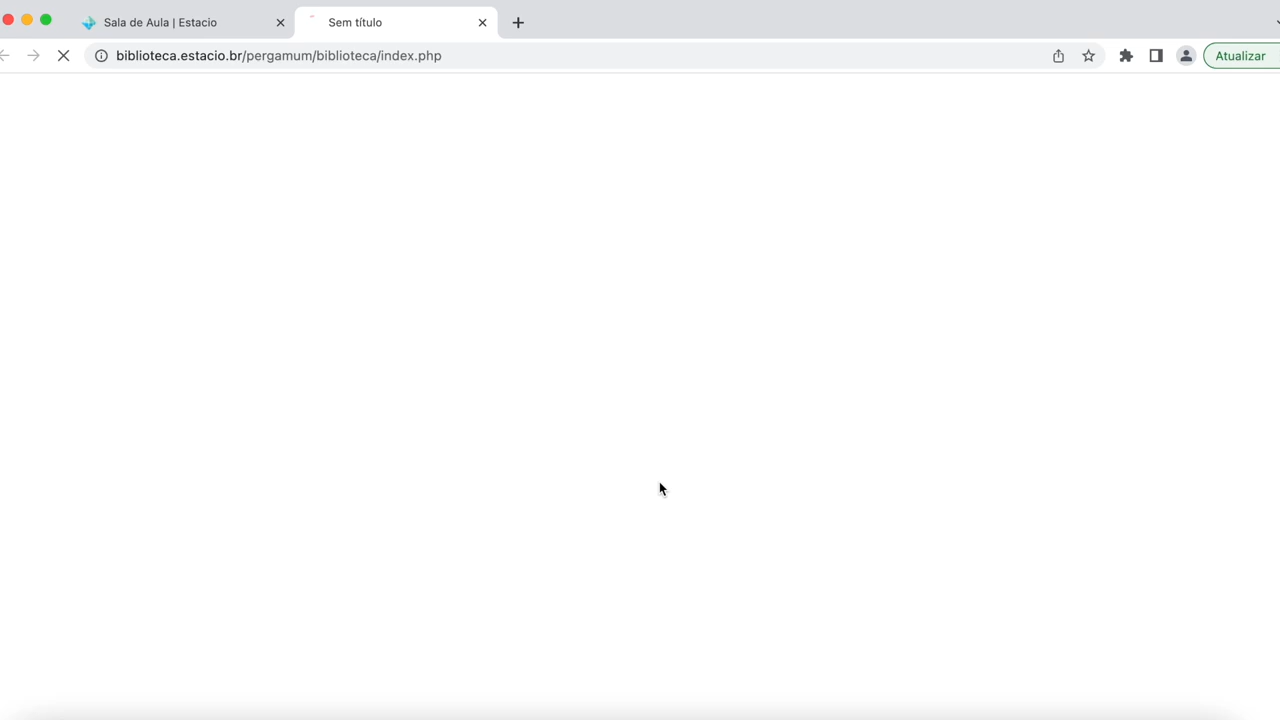 Sala de Aula | Estacio
Sem título
biblioteca.estacio.br/pergamum/biblioteca/index.php
Atualizar